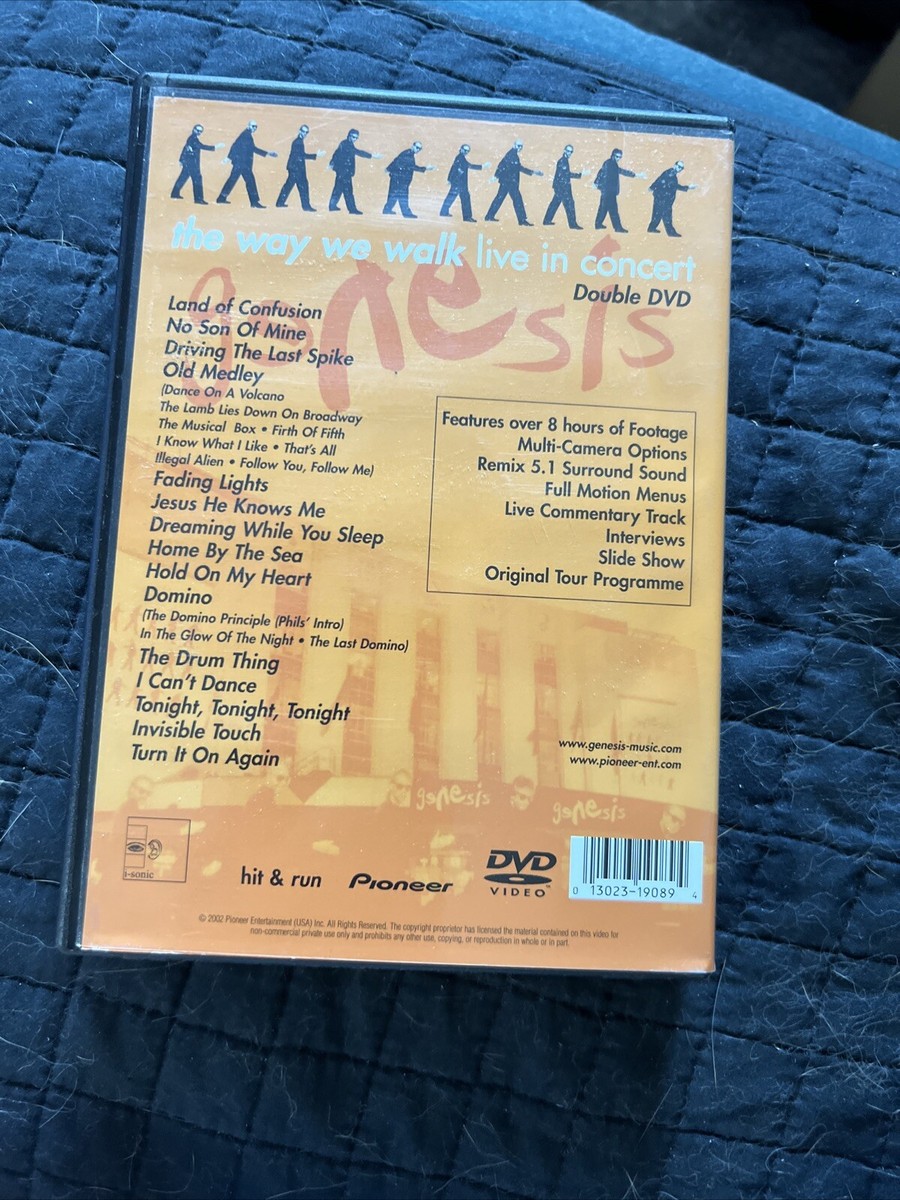 the way we walk live in concert
genesis
Double DVD
Land of Confusion
No Son Of Mine
Driving The Last Spike
Old Medley
(Dance On A Volcano
The Lamb Lies Down On Broadway
The Musical Box • Firth Of Fifth
I Know What I Like • That's All
Illegal Alien • Follow You, Follow Me)
Fading Lights
Jesus He Knows Me
Dreaming While You Sleep
Home By The Sea
Hold On My Heart
Domino
(The Domino Principle (Phils' Intro)
In The Glow Of The Night • The Last Domino)
The Drum Thing
I Can't Dance
Tonight, Tonight, Tonight
Invisible Touch
Turn It On Again
Features over 8 hours of Footage
Multi-Camera Options
Remix 5.1 Surround Sound
Full Motion Menus
Live Commentary Track
Interviews
Slide Show
Original Tour Programme
www.genesis-music.com
www.pioneer-ent.com
genesis
genesis
i-sonic
hit & run
Pioneer
DVD
VIDEO™
0 13023-19089 4
© 2002 Pioneer Entertainment (USA) Inc. All Rights Reserved. The copyright proprietor has licensed the material contained on this video for
non-commercial private use only and prohibits any other use, copying, or reproduction in whole or in part.